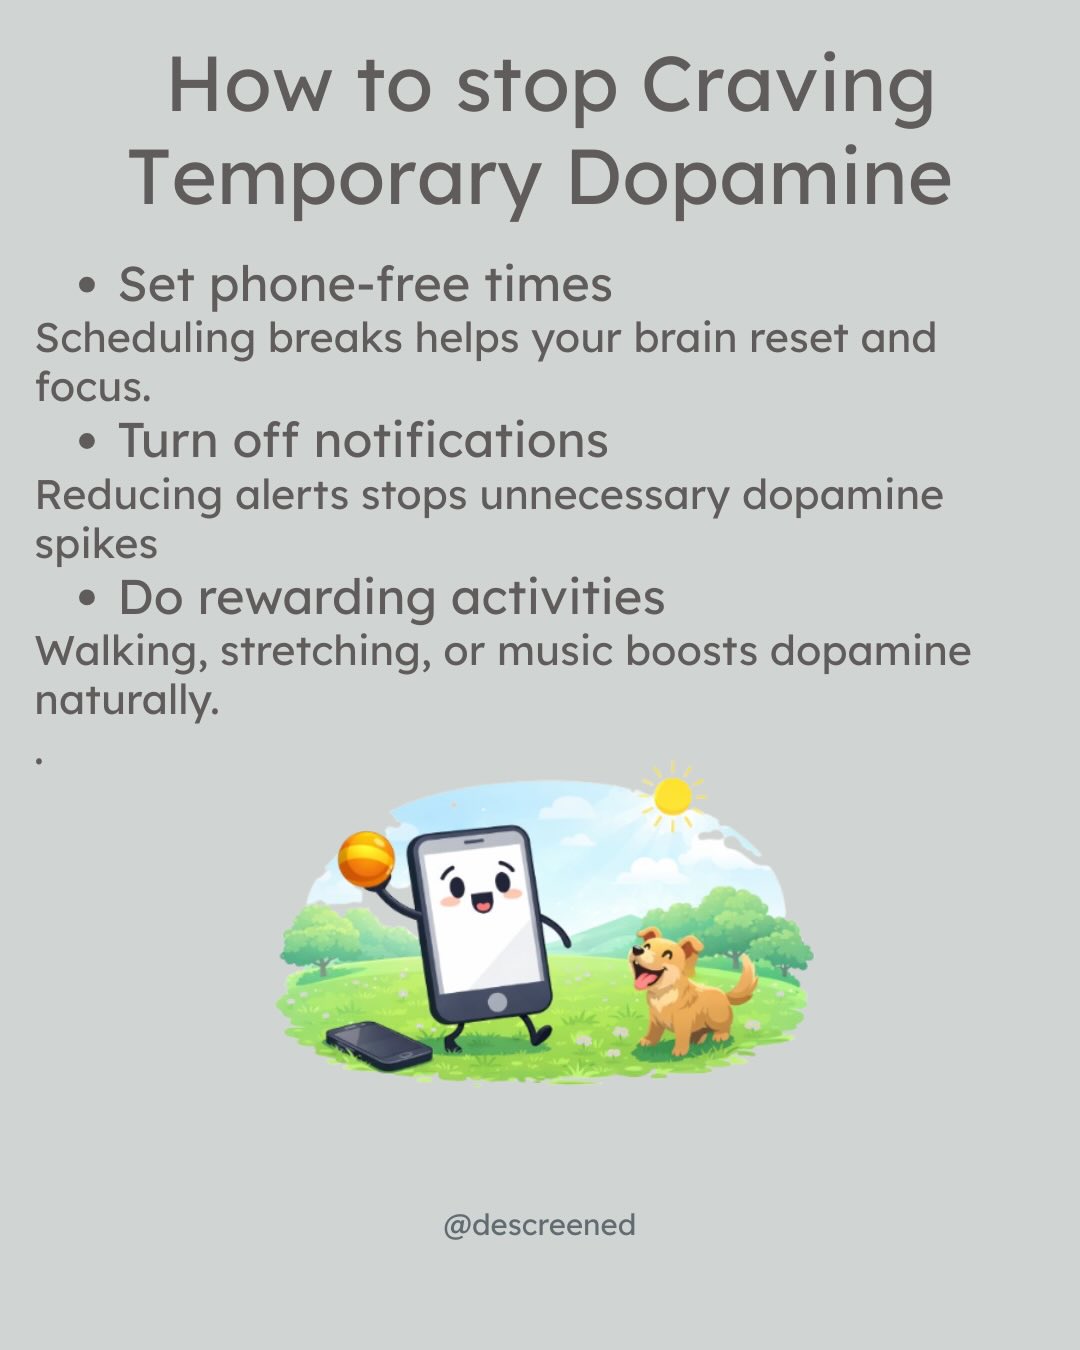 How to stop Craving
Temporary Dopamine
• Set phone-free times
Scheduling breaks helps your brain reset and
focus.
• Turn off notifications
Reducing alerts stops unnecessary dopamine
spikes
• Do rewarding activities
Walking, stretching, or music boosts dopamine
naturally.
.
@descreened